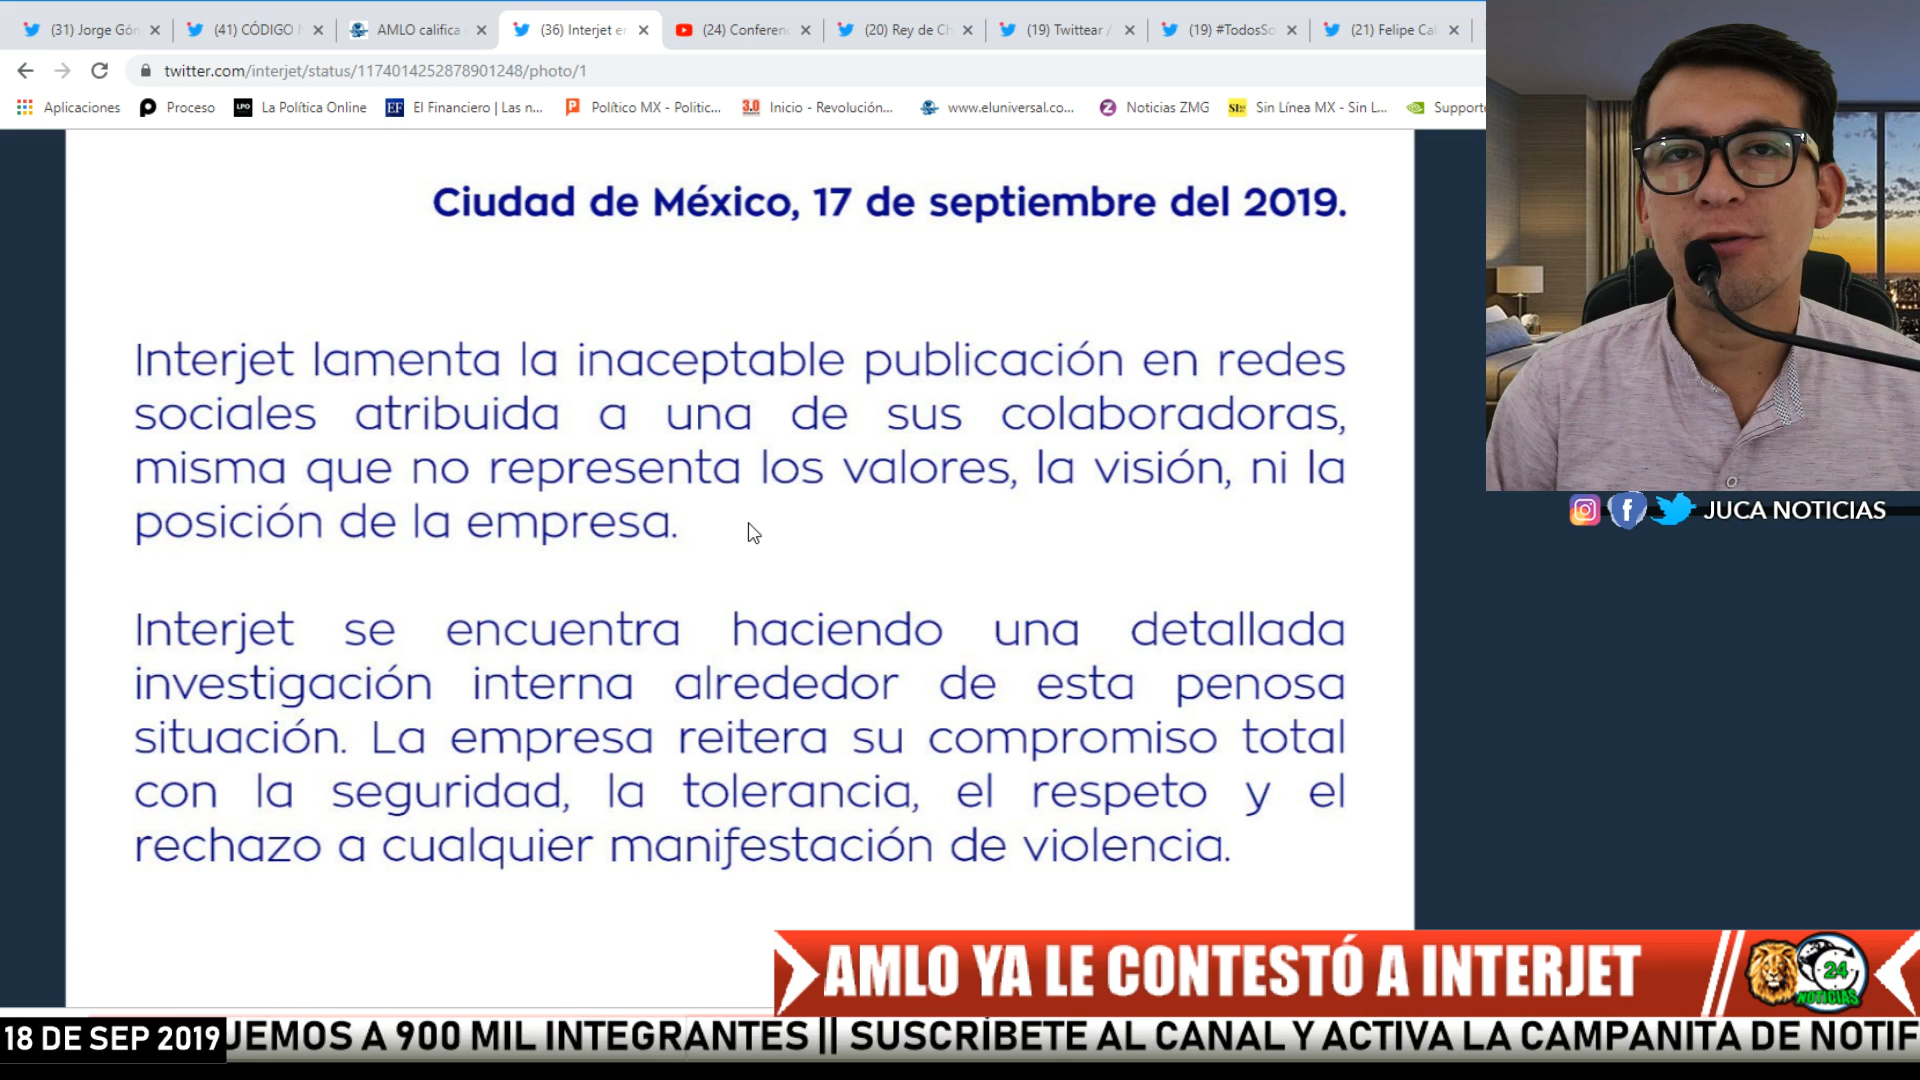 (31) Jorge Gón
(41) CÓDIGO
AMLO califica
(36) Interjet en
(24) Conferen
(20) Rey de Ch
(19) Twittear /
(19) #TodosSo
(21) Felipe Cal
twitter.com/interjet/status/1174014252878901248/photo/1
Aplicaciones
Proceso
LPO
La Política Online
EF
El Financiero | Las n...
P
Político MX - Politic...
3.0
Inicio - Revolución...
www.eluniversal.co...
Z
Noticias ZMG
Sin Línea MX - Sin L...
Supporte
Ciudad de México, 17 de septiembre del 2019.
Interjet lamenta la inaceptable publicación en redes
sociales atribuida a una de sus colaboradoras,
misma que no representa los valores, la visión, ni la
posición de la empresa.
Interjet se encuentra haciendo una detallada
investigación interna alrededor de esta penosa
situación. La empresa reitera su compromiso total
con la seguridad, la tolerancia, el respeto y el
rechazo a cualquier manifestación de violencia.
JUCA NOTICIAS
AMLO YA LE CONTESTÓ A INTERJET
24
NOTICIAS
18 DE SEP 2019
UEMOS A 900 MIL INTEGRANTES || SUSCRÍBETE AL CANAL Y ACTIVA LA CAMPANITA DE NOTIF